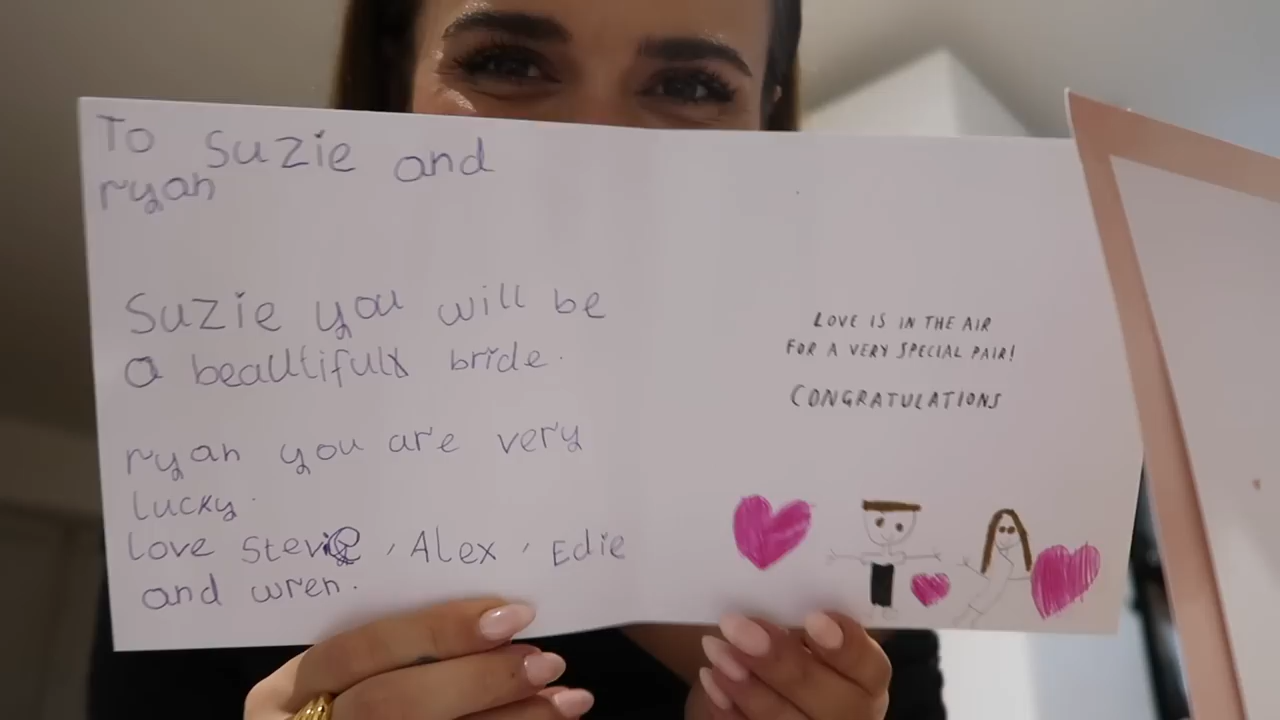 To Suzie and
ryan
Suzie you will be
a beautiful bride.
ryan you are very
lucky.
love Stevie, Alex, Edie
and wren.
LOVE IS IN THE AIR
FOR A VERY SPECIAL PAIR!
CONGRATULATIONS